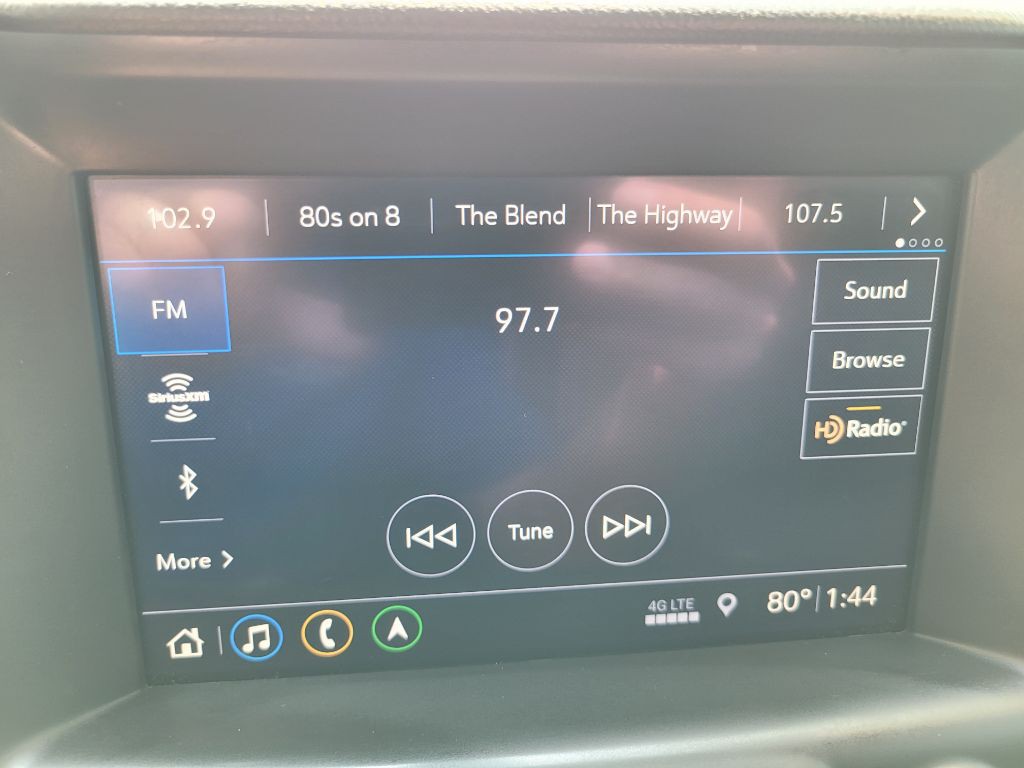 102.9 80s on 8 The Blend The Highway 107.5
FM
97.7
Sound
Browse
SiriusXM
HD Radio
Tune
More
4G LTE
80° 1:44